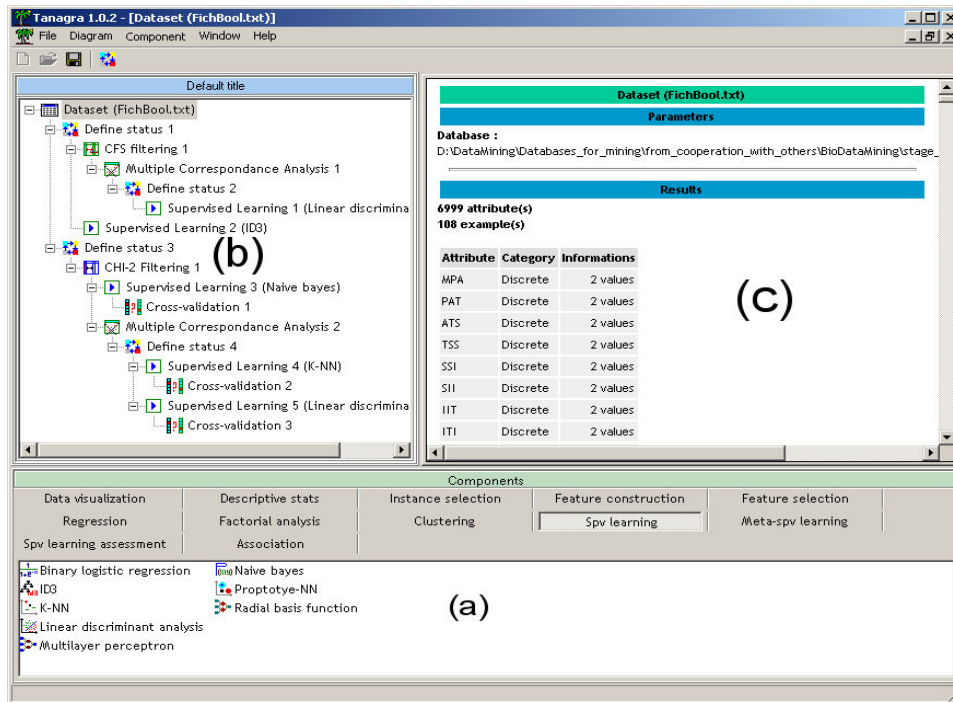 Tanagra 1.0.2 - [Dataset (FichBool.txt)]
File Diagram Component Window Help
Default title
Dataset (FichBool.txt)
Define status 1
CFS filtering 1
Multiple Correspondance Analysis 1
Define status 2
Supervised Learning 1 (Linear discrimina
Supervised Learning 2 (ID3)
Define status 3
(b)
CHI-2 Filtering 1
Supervised Learning 3 (Naive bayes)
Cross-validation 1
Multiple Correspondance Analysis 2
Define status 4
Supervised Learning 4 (K-NN)
Cross-validation 2
Supervised Learning 5 (Linear discrimina
Cross-validation 3
Dataset (FichBool.txt)
Parameters
Database :
D:\DataMining\Databases_for_mining\from_cooperation_with_others\BioDataMining\stage_
Results
6999 attribute(s)
108 example(s)
Attribute Category Informations
MPA Discrete 2 values
PAT Discrete 2 values
ATS Discrete 2 values
TSS Discrete 2 values
SSI Discrete 2 values
SII Discrete 2 values
IIT Discrete 2 values
ITI Discrete 2 values
(c)
Components
Data visualization Descriptive stats Instance selection Feature construction Feature selection
Regression Factorial analysis Clustering Spv learning Meta-spv learning
Spv learning assessment Association
Binary logistic regression Naive bayes
ID3 Proptotye-NN
K-NN Radial basis function
Linear discriminant analysis
Multilayer perceptron
(a)